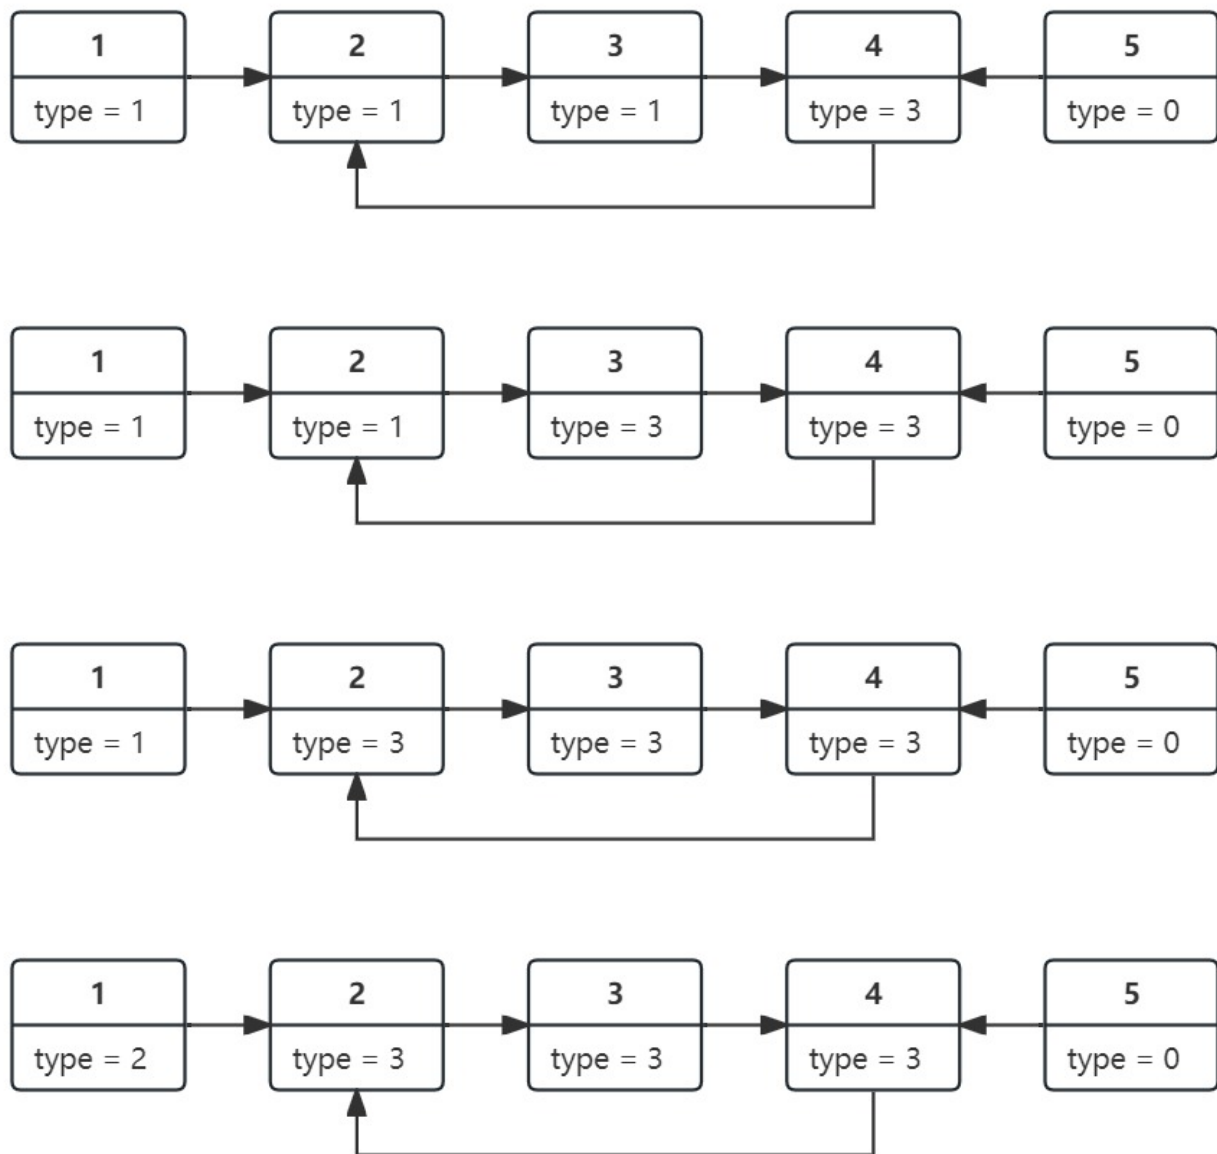 1 2 3 4 5
type = 1 type = 1 type = 1 type = 3 type = 0
1 2 3 4 5
type = 1 type = 1 type = 3 type = 3 type = 0
1 2 3 4 5
type = 1 type = 3 type = 3 type = 3 type = 0
1 2 3 4 5
type = 2 type = 3 type = 3 type = 3 type = 0